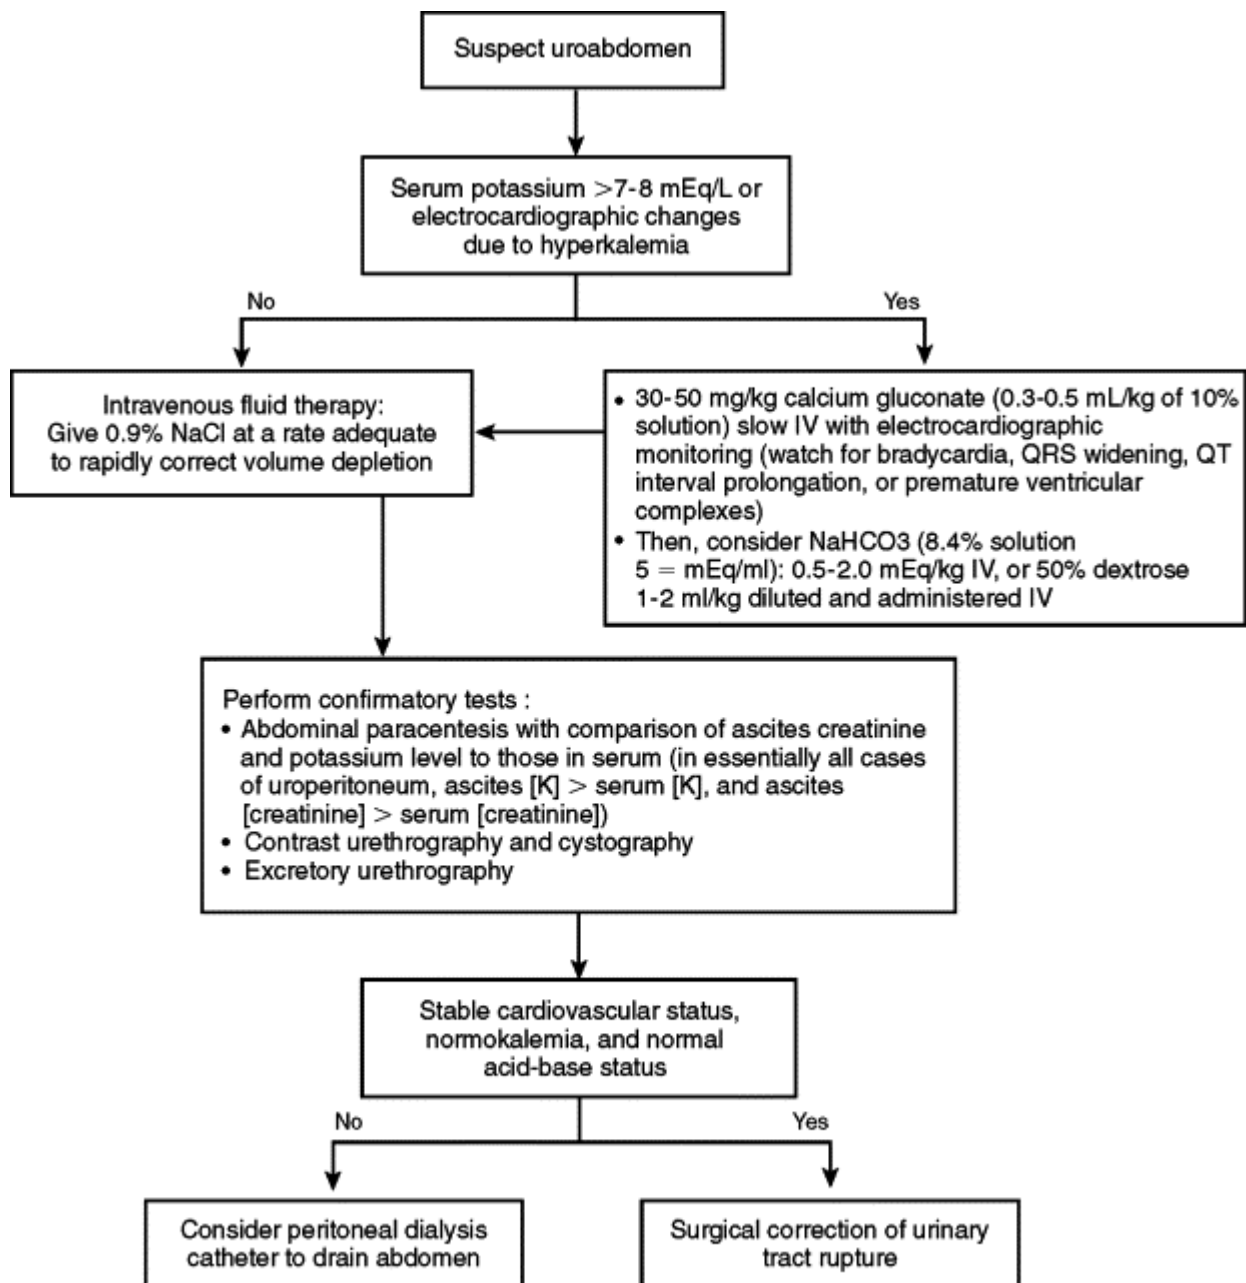 Suspect uroabdomen
Serum potassium >7-8 mEq/L or
electrocardiographic changes
due to hyperkalemia
No
Yes
Intravenous fluid therapy:
Give 0.9% NaCl at a rate adequate
to rapidly correct volume depletion
• 30-50 mg/kg calcium gluconate (0.3-0.5 mL/kg of 10%
solution) slow IV with electrocardiographic
monitoring (watch for bradycardia, QRS widening, QT
interval prolongation, or premature ventricular
complexes)
• Then, consider NaHCO3 (8.4% solution
5 = mEq/ml): 0.5-2.0 mEq/kg IV, or 50% dextrose
1-2 ml/kg diluted and administered IV
Perform confirmatory tests :
• Abdominal paracentesis with comparison of ascites creatinine
and potassium level to those in serum (in essentially all cases
of uroperitoneum, ascites [K] > serum [K], and ascites
[creatinine] > serum [creatinine])
• Contrast urethrography and cystography
• Excretory urethrography
Stable cardiovascular status,
normokalemia, and normal
acid-base status
No
Yes
Consider peritoneal dialysis
catheter to drain abdomen
Surgical correction of urinary
tract rupture